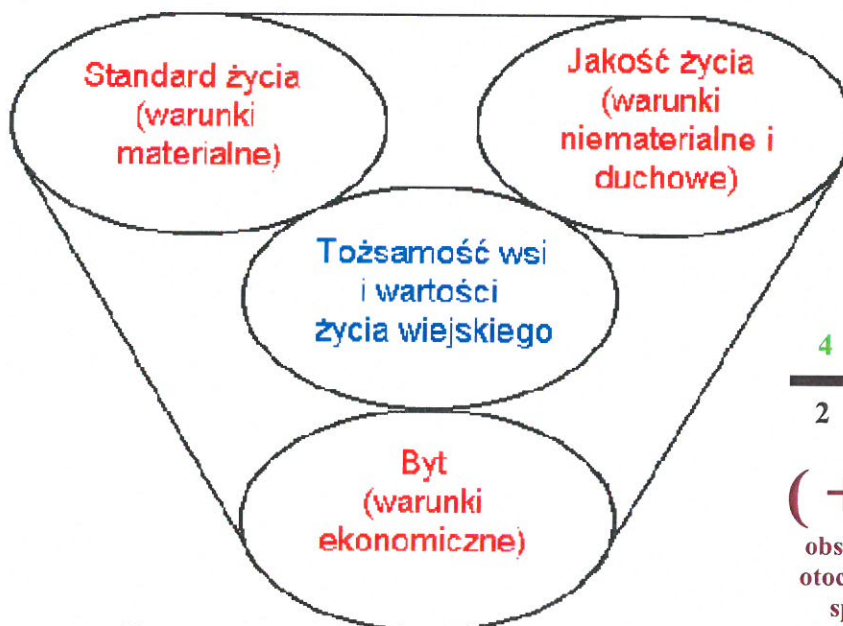 Standard życia
(warunki
materialne)
Jakość życia
(warunki
niematerialne i
duchowe)
Tożsamość wsi
i wartości
życia wiejskiego
Byt
(warunki
ekonomiczne)
4
2
(